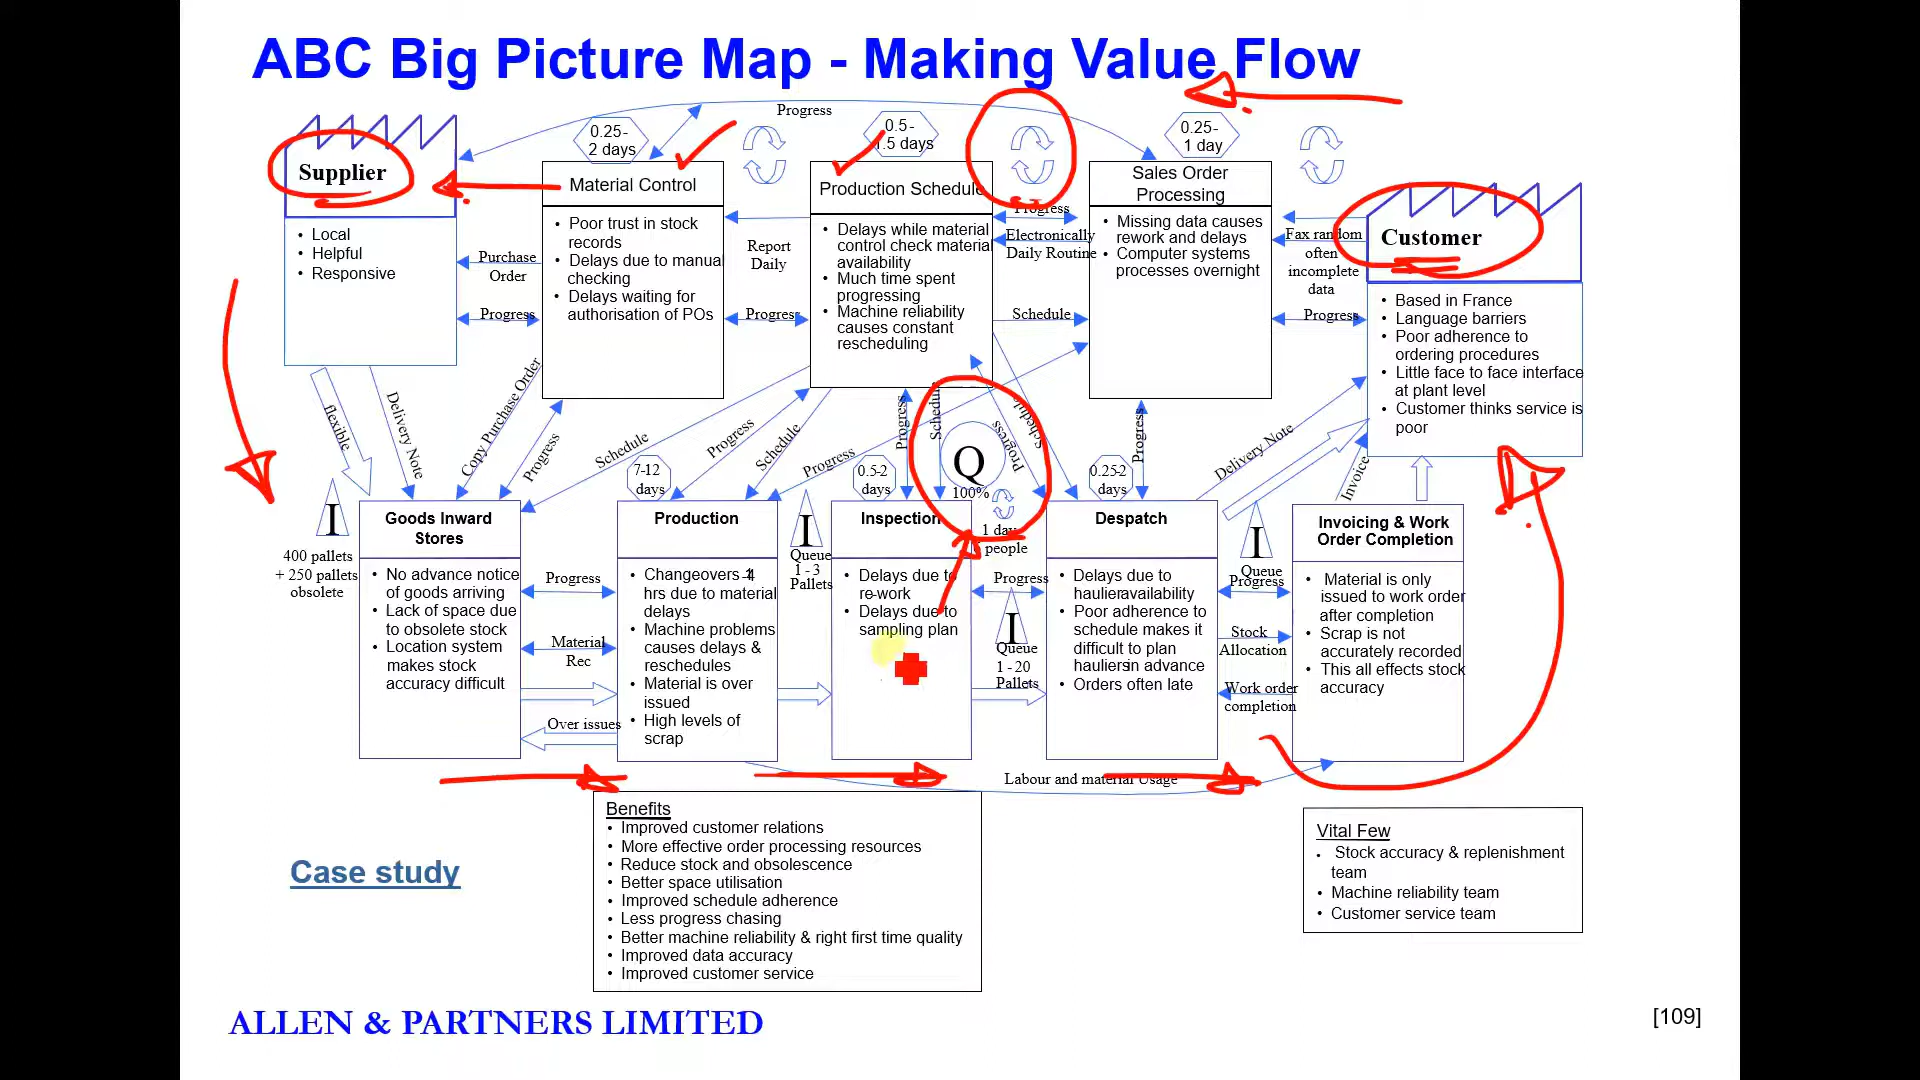 ABC Big Picture Map - Making Value Flow
Progress
0.25-
2 days
0.5-
1.5 days
0.25-
1 day
Supplier
• Local
• Helpful
• Responsive
Material Control
• Poor trust in stock
records
• Delays due to manual
checking
• Delays waiting for
authorisation of POs
Production Schedule
• Delays while material
control check material
availability
• Much time spent
progressing
• Machine reliability
causes constant
rescheduling
Sales Order
Processing
• Missing data causes
rework and delays
• Computer systems
processes overnight
Customer
• Based in France
• Language barriers
• Poor adherence to
ordering procedures
• Little face to face interface
at plant level
• Customer thinks service is
poor
Purchase
Order
Progress
Report
Daily
Progress
Progress
Electronically
Daily Routine
Schedule
Fax random
often
incomplete
data
Progress
flexible
Delivery Note
Copy Purchase Order
Progress
Schedule
Progress
Schedule
Progress
Progress
Schedule
Progress
Schedule
Progress
Delivery Note
Invoice
7-12
days
0.5-2
days
Q
100%
1 day
people
0.25-2
days
I
400 pallets
+ 250 pallets
obsolete
Goods Inward
Stores
• No advance notice
of goods arriving
• Lack of space due
to obsolete stock
• Location system
makes stock
accuracy difficult
Progress
Material
Rec
Over issues
Production
• Changeovers 1-4
hrs due to material
delays
• Machine problems
causes delays &
reschedules
• Material is over
issued
• High levels of
scrap
I
Queue
1 - 3
Pallets
Inspection
• Delays due to
re-work
• Delays due to
sampling plan
Progress
I
Queue
1 - 20
Pallets
Despatch
• Delays due to
haulieravailability
• Poor adherence to
schedule makes it
difficult to plan
hauliersin advance
• Orders often late
I
Queue
Progress
Stock
Allocation
Work order
completion
Invoicing & Work
Order Completion
• Material is only
issued to work order
after completion
• Scrap is not
accurately recorded
• This all effects stock
accuracy
Labour and material Usage
Benefits
• Improved customer relations
• More effective order processing resources
• Reduce stock and obsolescence
• Better space utilisation
• Improved schedule adherence
• Less progress chasing
• Better machine reliability & right first time quality
• Improved data accuracy
• Improved customer service
Vital Few
• Stock accuracy & replenishment
team
• Machine reliability team
• Customer service team
Case study
ALLEN & PARTNERS LIMITED
[109]